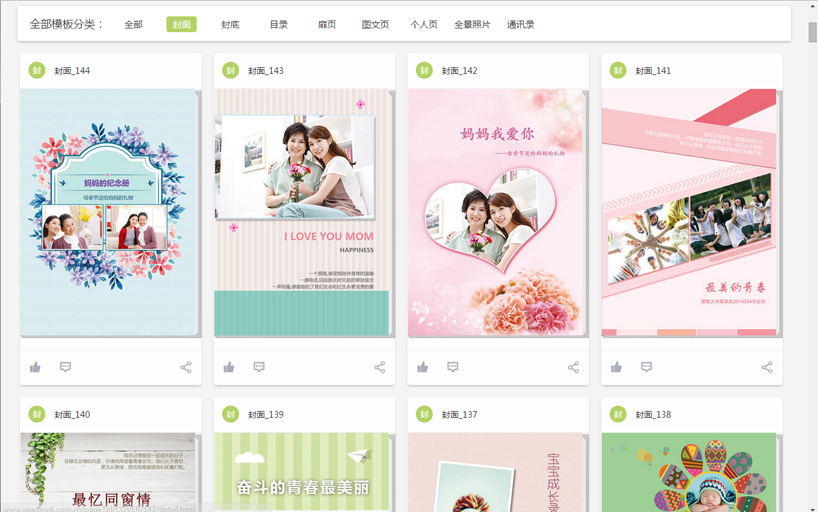 全部模板分类： 全部 封面 封底 目录 扉页 图文页 个人页 全景照片 通讯录
封 封面_144
封 封面_143
封 封面_142
封 封面_141
妈妈的纪念册
母亲节送给妈妈的礼物
I LOVE YOU MOM
HAPPINESS
妈妈我爱你
——母亲节送给妈妈的礼物
最美的青春
封 封面_140
封 封面_139
封 封面_137
封 封面_138
最忆同窗情
奋斗的青春最美丽
宝宝成长录